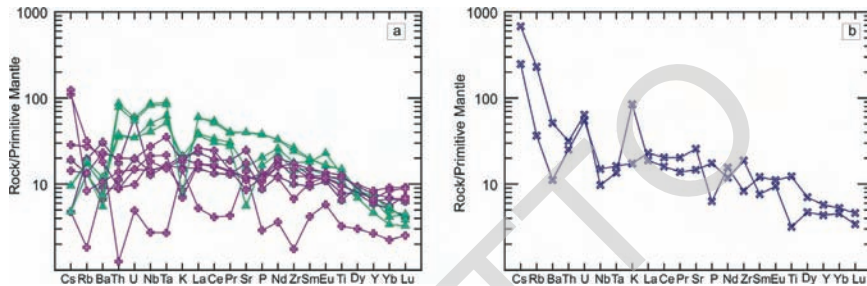 1000
a
100
10
Rock/Primitive Mantle
Cs Rb Ba Th U Nb Ta K La Ce Pr Sr P Nd Zr Sm Eu Ti Dy Y Yb Lu
1000
b
100
10
Rock/Primitive Mantle
Cs Rb Ba Th U Nb Ta K La Ce Pr Sr P Nd Zr Sm Eu Ti Dy Y Yb Lu
TTO